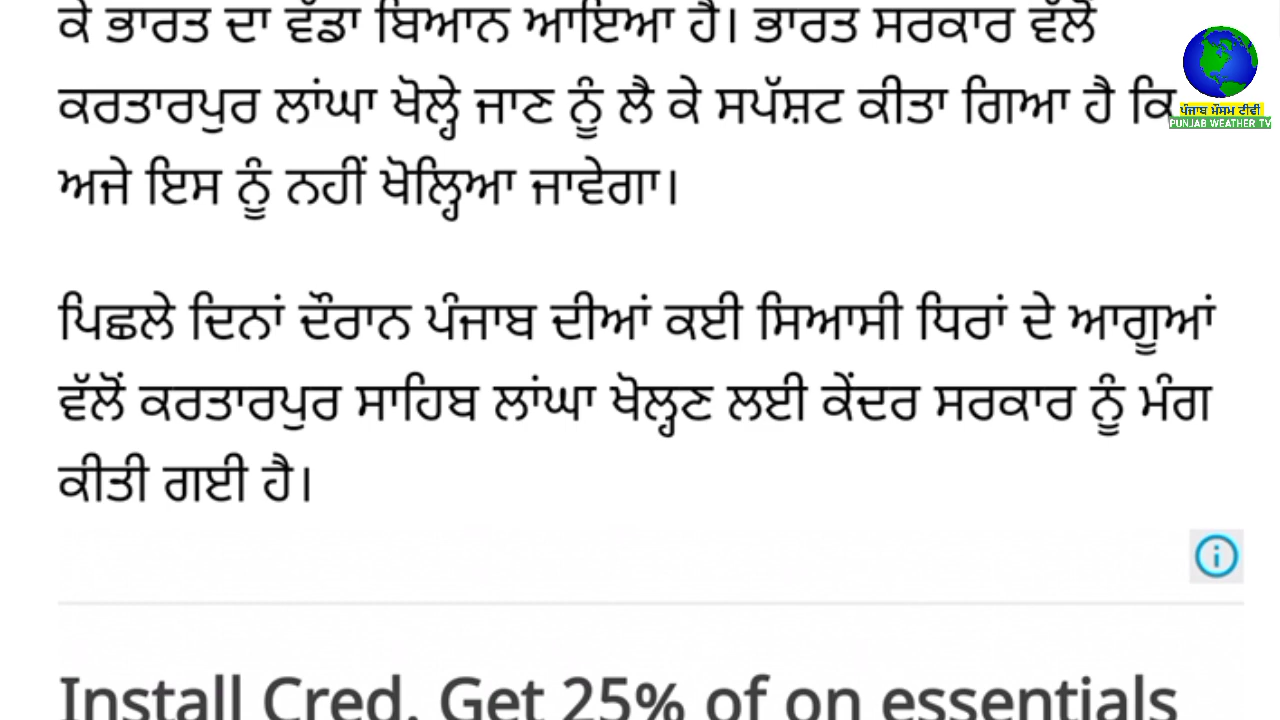 ਕੇ ਭਾਰਤ ਦਾ ਵੱਡਾ ਬਿਆਨ ਆਇਆ ਹੈ। ਭਾਰਤ ਸਰਕਾਰ ਵੱਲੋਂ
ਕਰਤਾਰਪੁਰ ਲਾਂਘਾ ਖੋਲ੍ਹੇ ਜਾਣ ਨੂੰ ਲੈ ਕੇ ਸਪੱਸ਼ਟ ਕੀਤਾ ਗਿਆ ਹੈ ਕਿ
ਪੰਜਾਬ ਮੌਸਮ ਟੀਵੀ
PUNJAB WEATHER TV
ਅਜੇ ਇਸ ਨੂੰ ਨਹੀਂ ਖੋਲ੍ਹਿਆ ਜਾਵੇਗਾ।
ਪਿਛਲੇ ਦਿਨਾਂ ਦੌਰਾਨ ਪੰਜਾਬ ਦੀਆਂ ਕਈ ਸਿਆਸੀ ਧਿਰਾਂ ਦੇ ਆਗੂਆਂ
ਵੱਲੋਂ ਕਰਤਾਰਪੁਰ ਸਾਹਿਬ ਲਾਂਘਾ ਖੋਲ੍ਹਣ ਲਈ ਕੇਂਦਰ ਸਰਕਾਰ ਨੂੰ ਮੰਗ
ਕੀਤੀ ਗਈ ਹੈ।
Install Cred. Get 25% of on essentials